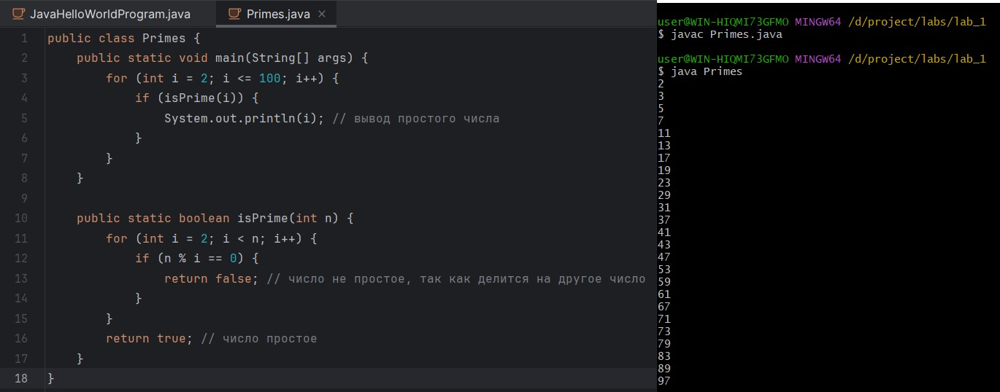 JavaHelloWorldProgram.java Primes.java ×
1 public class Primes {
2     public static void main(String[] args) {
3         for (int i = 2; i <= 100; i++) {
4             if (isPrime(i)) {
5                 System.out.println(i); // вывод простого числа
6             }
7         }
8     }
9
10     public static boolean isPrime(int n) {
11         for (int i = 2; i < n; i++) {
12             if (n % i == 0) {
13                 return false; // число не простое, так как делится на другое число
14             }
15         }
16         return true; // число простое
17     }
18 }
user@WIN-HIQMI73GFMO MINGW64 /d/project/labs/lab_1
$ javac Primes.java
user@WIN-HIQMI73GFMO MINGW64 /d/project/labs/lab_1
$ java Primes
2
3
5
7
11
13
17
19
23
29
31
37
41
43
47
53
59
61
67
71
73
79
83
89
97